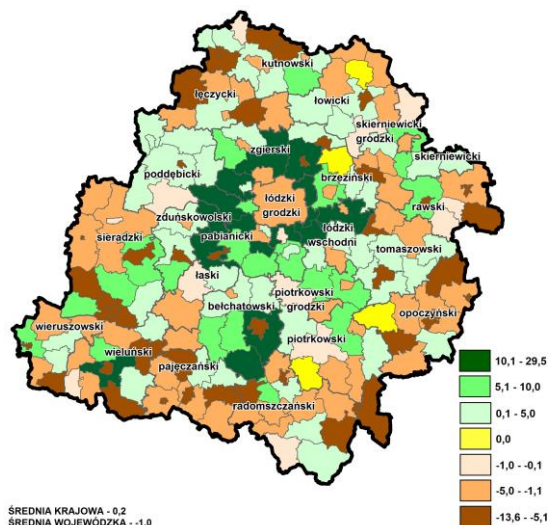 kutnowski
łęczycki
łowicki
skierniewicki
grodzki
zgierski
skierniewicki
brzeziński
poddębicki
rawski
łódzki
grodzki
zduńskowolski
łódzki
wschodni
pabianicki
sieradzki
tomaszowski
łaski
piotrkowski
grodzki
bełchatowski
opoczyński
wieruszowski
piotrkowski
wieluński
pajęczański
radomszczański
10,1 - 29,5
5,1 - 10,0
0,1 - 5,0
0,0
-1,0 - -0,1
-5,0 - -1,1
-13,6 - -5,1
ŚREDNIA KRAJOWA - 0,2
ŚREDNIA WOJEWÓDZKA - -1,0